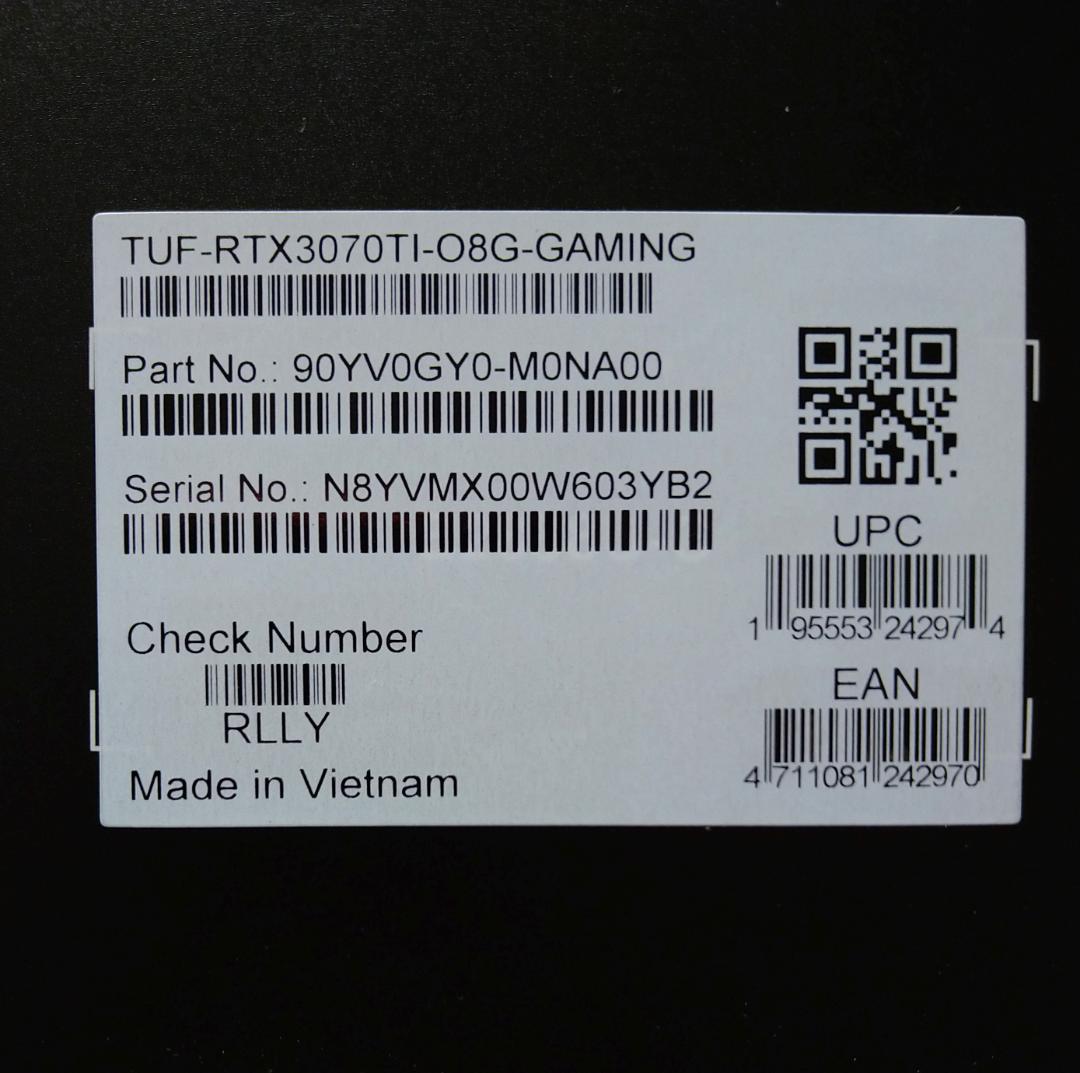 TUF-RTX3070TI-O8G-GAMING
Part No.: 90YV0GY0-M0NA00
Serial No.: N8YVMX00W603YB2
Check Number
RLLY
Made in Vietnam
UPC
1 95553 24297 4
EAN
4 711081 242970